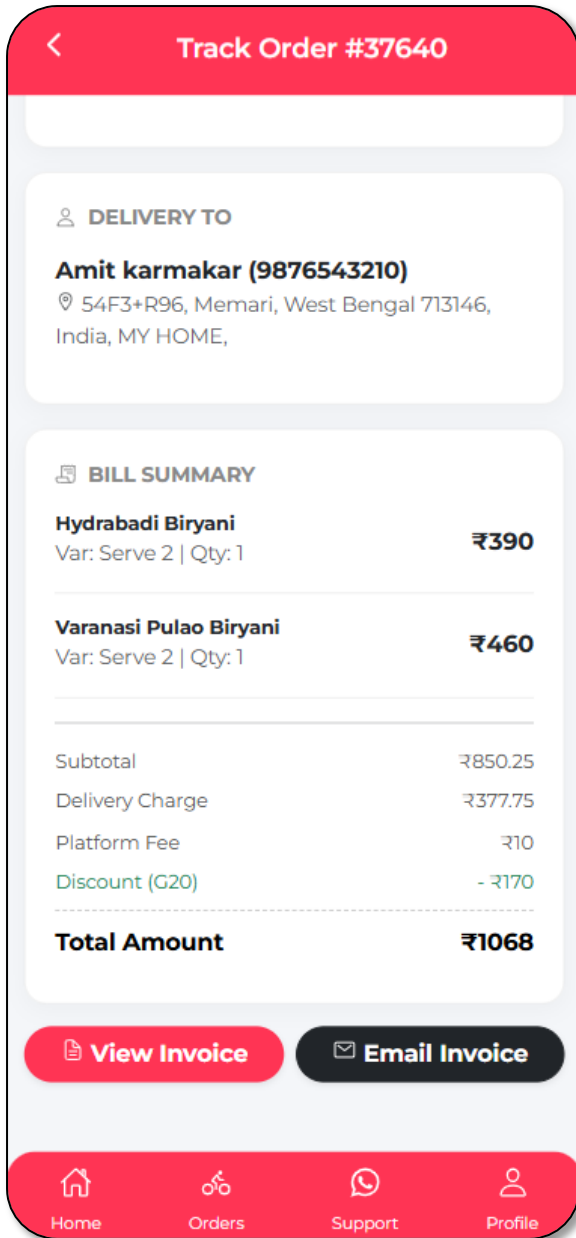 Track Order #37640
DELIVERY TO
Amit karmakar (9876543210)
54F3+R96, Memari, West Bengal 713146,
India, MY HOME,
BILL SUMMARY
Hydrabadi Biryani
Var: Serve 2 | Qty: 1
₹390
Varanasi Pulao Biryani
Var: Serve 2 | Qty: 1
₹460
Subtotal ₹850.25
Delivery Charge ₹377.75
Platform Fee ₹10
Discount (G20) - ₹170
Total Amount ₹1068
View Invoice Email Invoice
Home Orders Support Profile